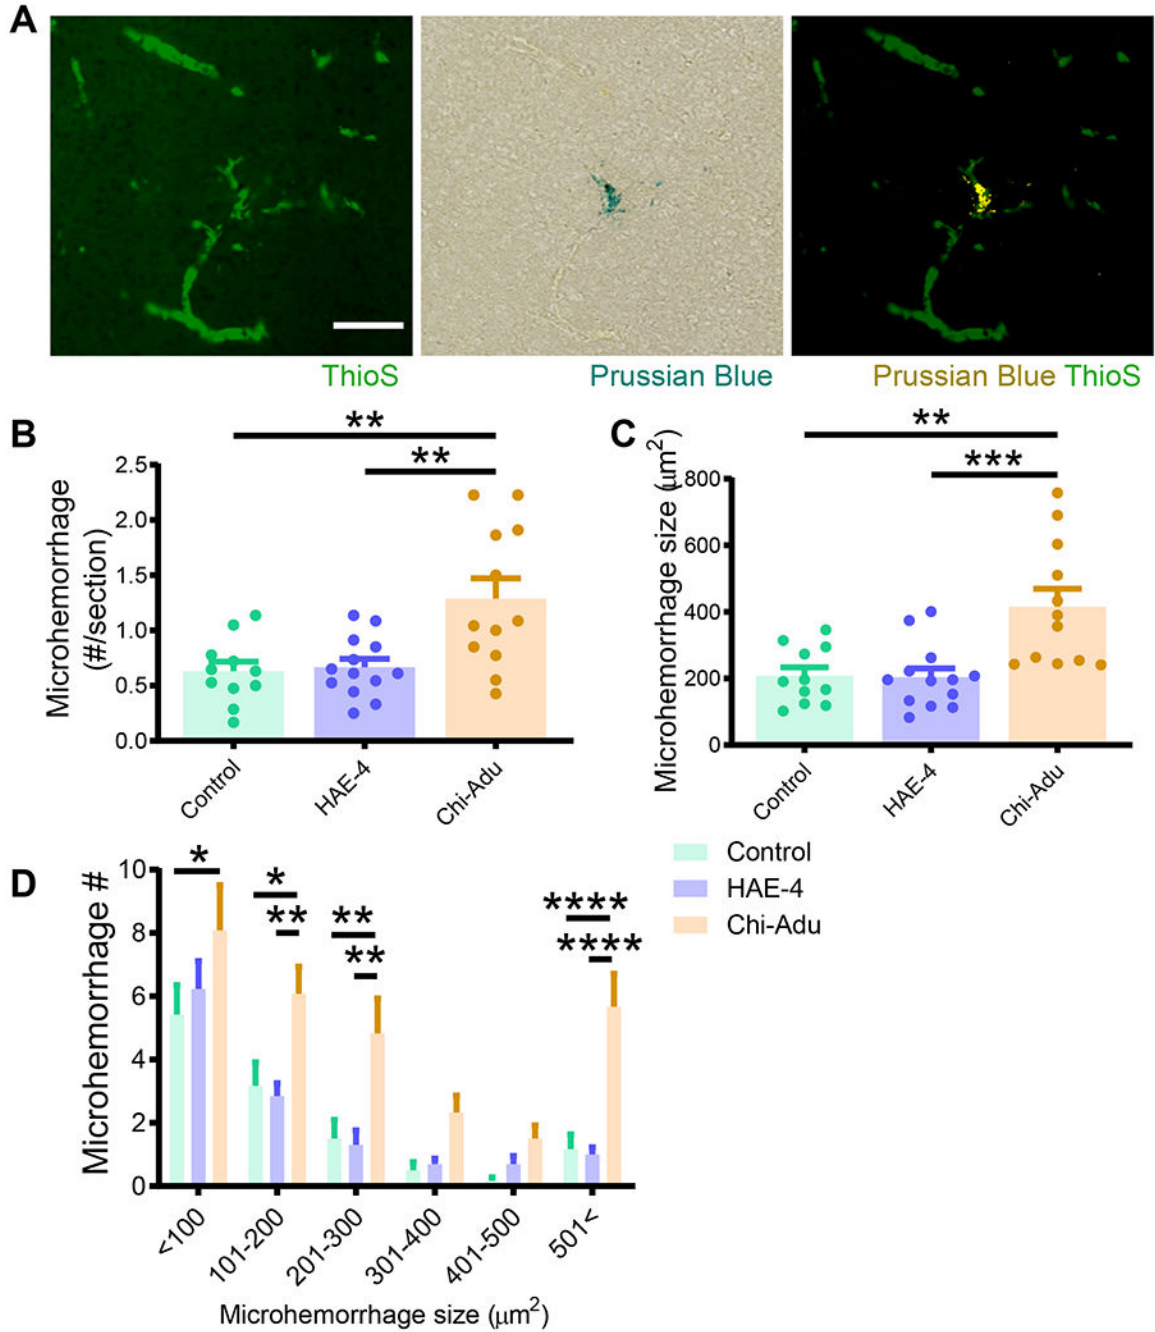 A
ThioS
Prussian Blue
Prussian Blue ThioS
B
Microhemorrhage
(#/section)
2.5
2.0
1.5
1.0
0.5
0.0
**
**
Control
HAE-4
Chi-Adu
C
Microhemorrhage size (μm²)
800
600
400
200
0
**
***
Control
HAE-4
Chi-Adu
Control
HAE-4
Chi-Adu
D
Microhemorrhage #
10
8
6
4
2
0
*
*
**
**
**
****
****
<100
101-200
201-300
301-400
401-500
501<
Microhemorrhage size (μm²)